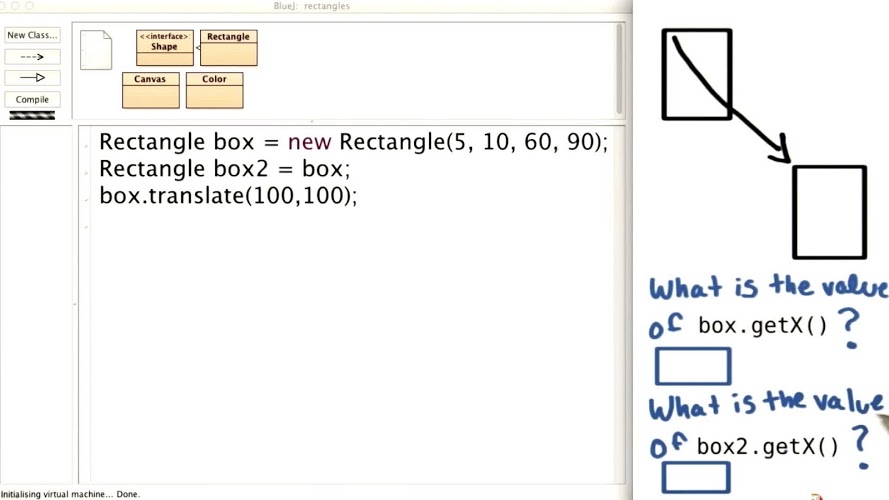 BlueJ: rectangles
New Class...
Compile
<<interface>>
Shape
Rectangle
Canvas
Color
Rectangle box = new Rectangle(5, 10, 60, 90);
Rectangle box2 = box;
box.translate(100,100);
What is the value
of box.getX() ?
What is the value
of box2.getX() ?
Initialising virtual machine... Done.